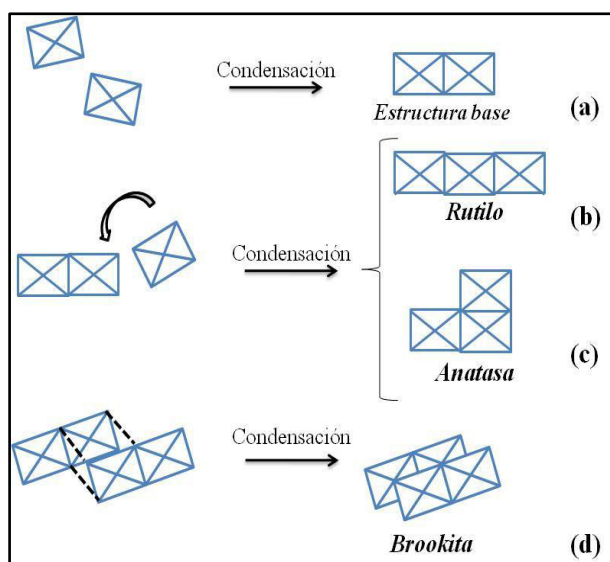 Condensación
Estructura base
(a)
Rutilo
(b)
Condensación
Anatasa
(c)
Condensación
Brookita
(d)